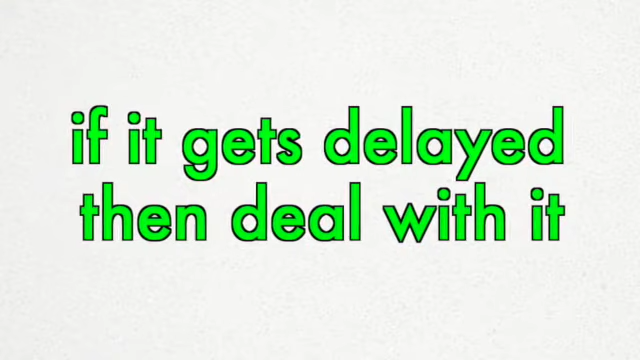 if it gets delayed
then deal with it